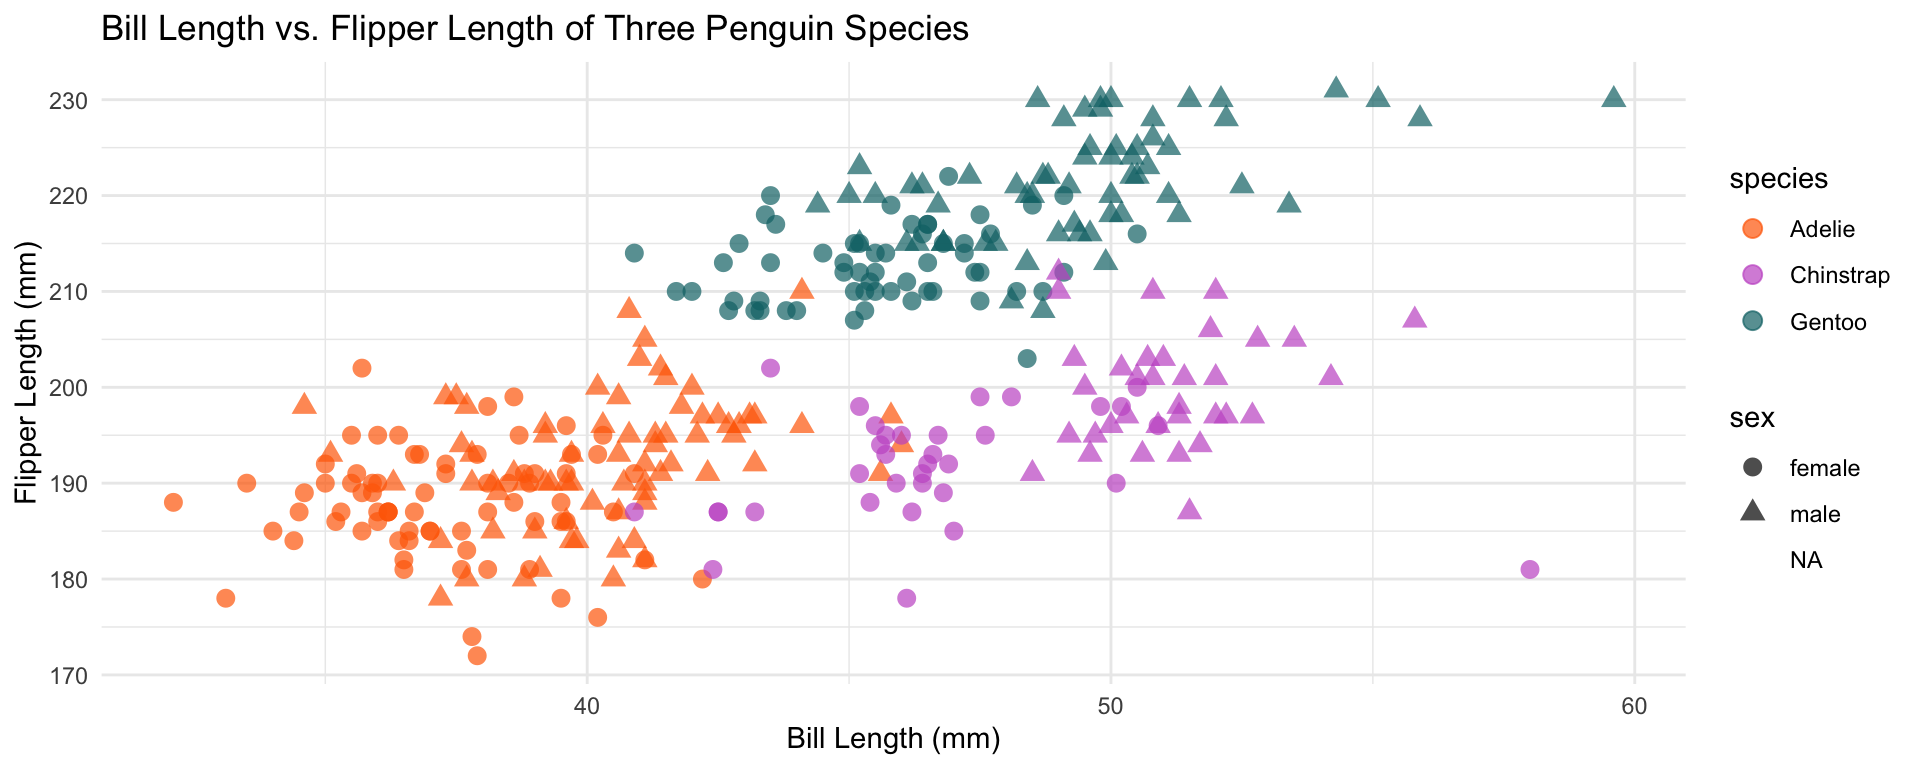 Bill Length vs. Flipper Length of Three Penguin Species
Flipper Length (mm)
230
220
210
200
190
180
170
40
50
60
Bill Length (mm)
species
Adelie
Chinstrap
Gentoo
sex
female
male
NA